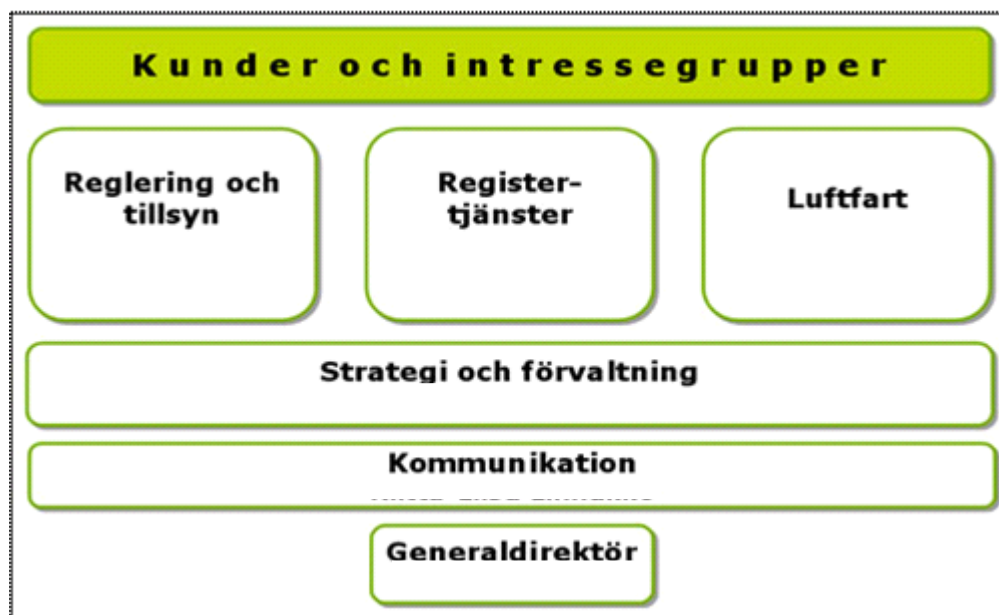 Kunder och intressegrupper
Reglering och
tillsyn
Register-
tjänster
Luftfart
Strategi och förvaltning
Kommunikation
Generaldirektör